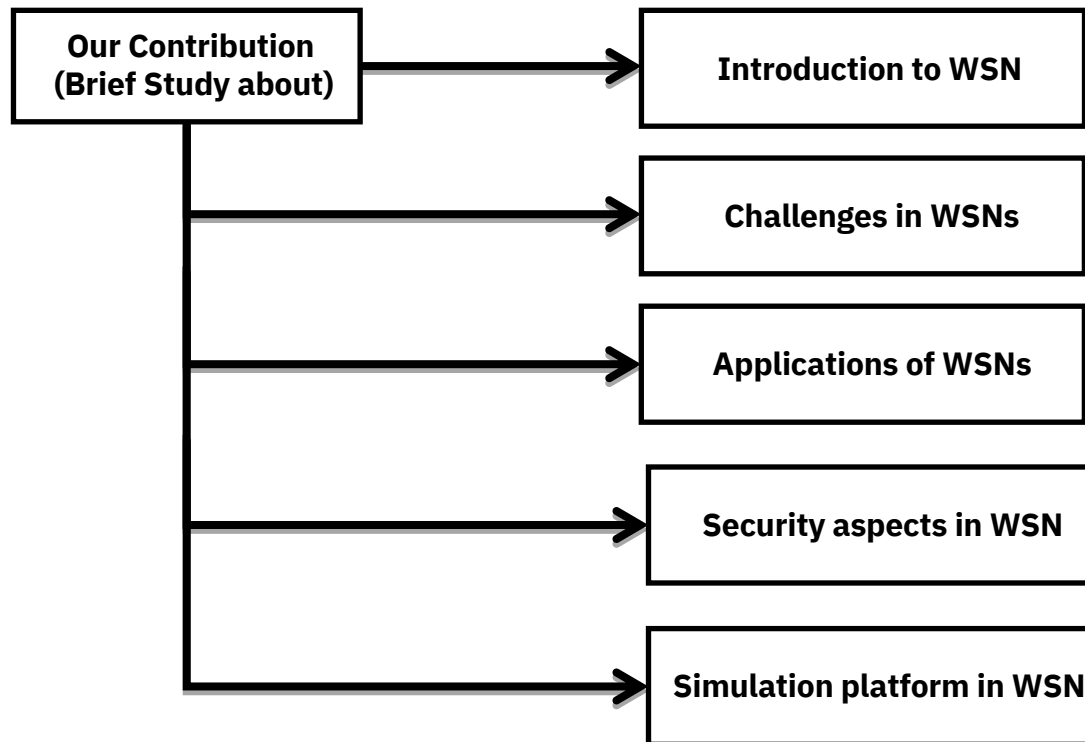 Our Contribution
(Brief Study about)
Introduction to WSN
Challenges in WSNs
Applications of WSNs
Security aspects in WSN
Simulation platform in WSN